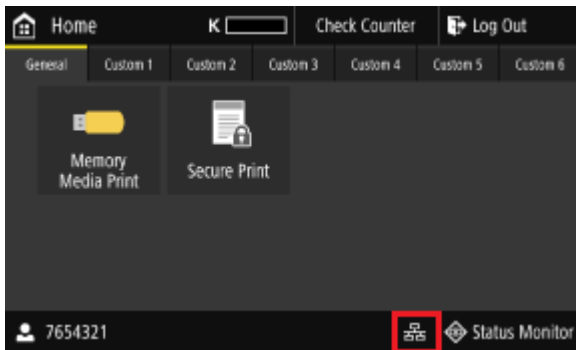 Home K Check Counter Log Out
General Custom 1 Custom 2 Custom 3 Custom 4 Custom 5 Custom 6
Memory
Media Print
Secure Print
7654321 Status Monitor